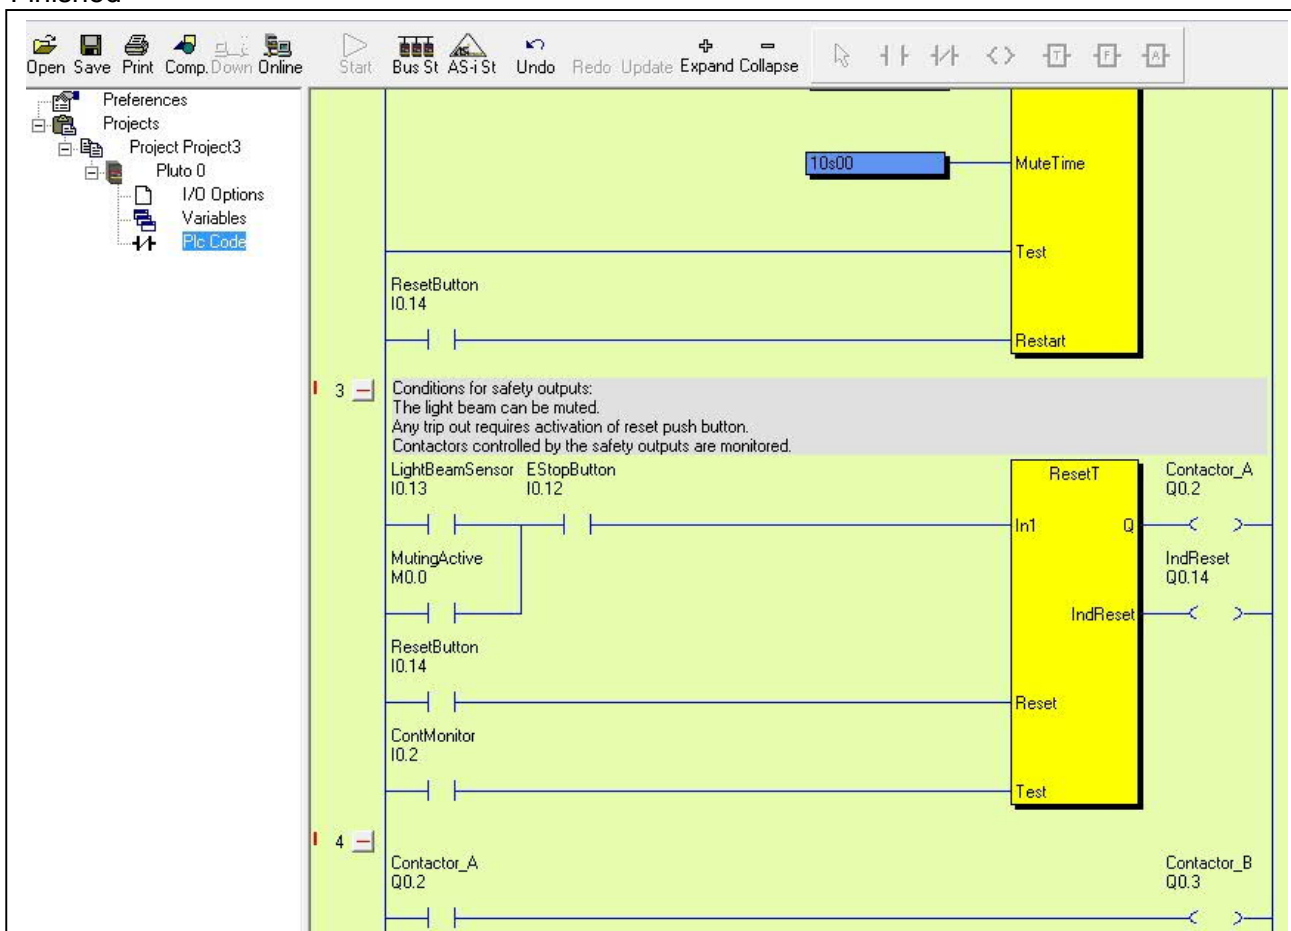 Finished
Open Save Print Comp. Down Online Start Bus St AS-i St Undo Redo Update Expand Collapse
Preferences
Projects
Project Project3
Pluto 0
I/O Options
Variables
Plc Code
10s00 MuteTime
Test
ResetButton
I0.14
Restart
3 Conditions for safety outputs:
The light beam can be muted.
Any trip out requires activation of reset push button.
Contactors controlled by the safety outputs are monitored.
LightBeamSensor EStopButton ResetT Contactor_A
I0.13 I0.12 Q0.2
In1 Q
MutingActive IndReset
M0.0 Q0.14
IndReset
ResetButton
I0.14
Reset
ContMonitor
I0.2
Test
4
Contactor_A Contactor_B
Q0.2 Q0.3